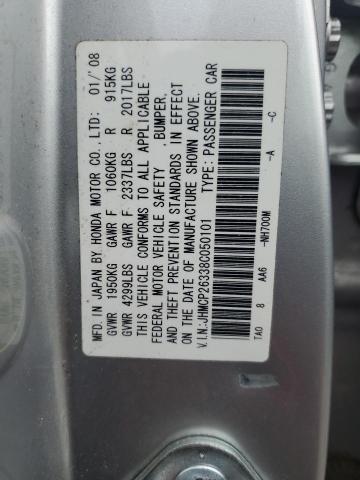 MFD. IN JAPAN BY HONDA MOTOR CO., LTD: 01/'08
GVWR 1950KG GAWR F 1060KG R 915KG
GVWR 4299LBS GAWR F 2337LBS R 2017LBS
THIS VEHICLE CONFORMS TO ALL APPLICABLE
FEDERAL MOTOR VEHICLE SAFETY , BUMPER,
AND THEFT PREVENTION STANDARDS IN EFFECT
ON THE DATE OF MANUFACTURE SHOWN ABOVE.
V.I.N:JHMCP26338C050101 TYPE: PASSENGER CAR
-NH700M -A -C
TA0 8 AA6